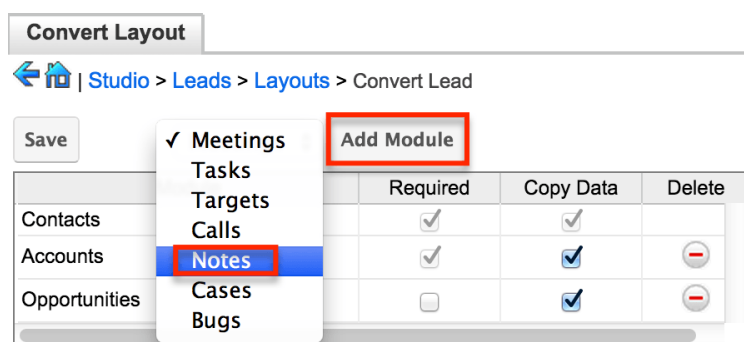 Convert Layout
| Studio > Leads > Layouts > Convert Lead
Save
✓ Meetings
Tasks
Targets
Calls
Notes
Cases
Bugs
Add Module
Required Copy Data Delete
Contacts
Accounts
Opportunities